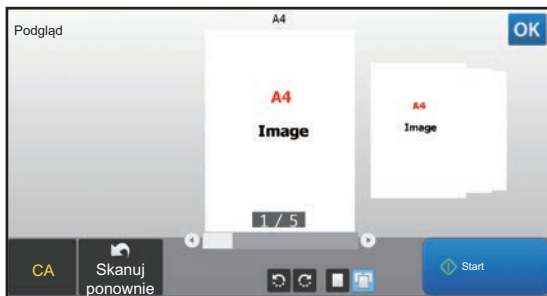 A4
Podgląd
OK
A4
Image
A4
Image
1 / 5
CA
Skanuj
ponownie
Start